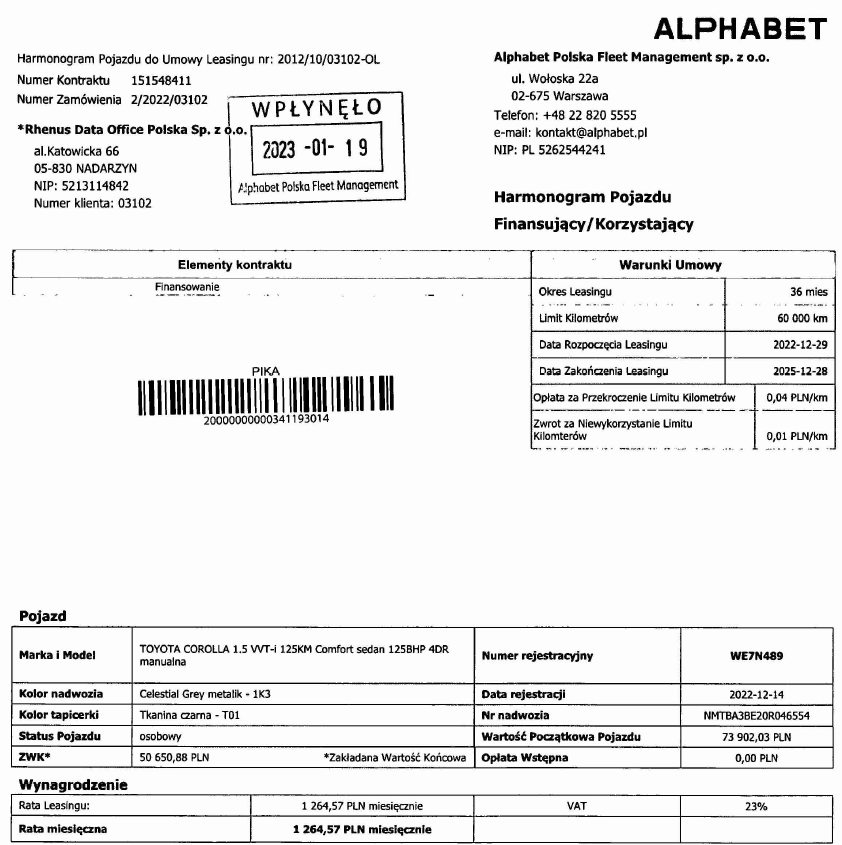 ALPHABET
Harmonogram Pojazdu do Umowy Leasingu nr: 2012/10/03102-OL
Numer Kontraktu 151548411
Numer Zamówienia 2/2022/03102
*Rhenus Data Office Polska Sp. z o.o.
al.Katowicka 66
05-830 NADARZYN
NIP: 5213114842
Numer klienta: 03102
WPŁYNĘŁO
2023 -01- 19
Alphabet Polska Fleet Management
Alphabet Polska Fleet Management sp. z o.o.
ul. Wołoska 22a
02-675 Warszawa
Telefon: +48 22 820 5555
e-mail: kontakt@alphabet.pl
NIP: PL 5262544241
Harmonogram Pojazdu
Finansujący/Korzystający
Elementy kontraktu
Finansowanie
Warunki Umowy
Okres Leasingu 36 mies
Limit Kilometrów 60 000 km
Data Rozpoczęcia Leasingu 2022-12-29
Data Zakończenia Leasingu 2025-12-28
Opłata za Przekroczenie Limitu Kilometrów 0,04 PLN/km
Zwrot za Niewykorzystanie Limitu
Kilomterów 0,01 PLN/km
PIKA
20000000000341193014
Pojazd
Marka i Model TOYOTA COROLLA 1.5 VVT-i 125KM Comfort sedan 125BHP 4DR
manualna
Numer rejestracyjny WE7N489
Kolor nadwozia Celestial Grey metalik - 1K3 Data rejestracji 2022-12-14
Kolor tapicerki Tkanina czarna - T01 Nr nadwozia NMTBA3BE20R046554
Status Pojazdu osobowy Wartość Początkowa Pojazdu 73 902,03 PLN
ZWK* 50 650,88 PLN *Zakładana Wartość Końcowa Opłata Wstępna 0,00 PLN
Wynagrodzenie
Rata Leasingu: 1 264,57 PLN miesięcznie VAT 23%
Rata miesięczna 1 264,57 PLN miesięcznie